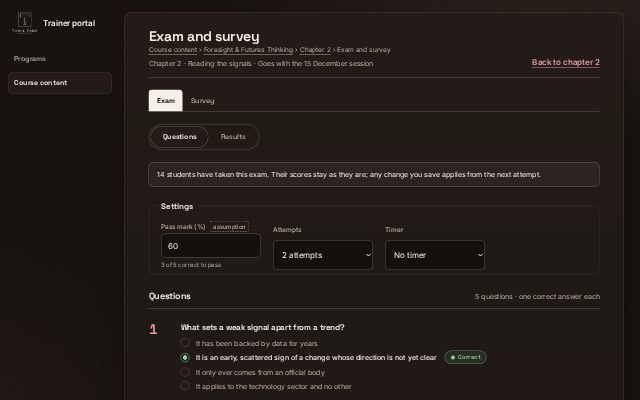 Trainer portal
Programs
Course content
Exam and survey
Course content › Foresight & Futures Thinking › Chapter 2 › Exam and survey
Chapter 2 · Reading the signals · Goes with the 15 December session
Back to chapter 2
Exam
Survey
Questions
Results
14 students have taken this exam. Their scores stay as they are; any change you save applies from the next attempt.
Settings
Pass mark (%) assumption
60
3 of 5 correct to pass
Attempts
2 attempts
Timer
No timer
Questions
5 questions · one correct answer each
1
What sets a weak signal apart from a trend?
It has been backed by data for years
It is an early, scattered sign of a change whose direction is not yet clear
Correct
It only ever comes from an official body
It applies to the technology sector and no other